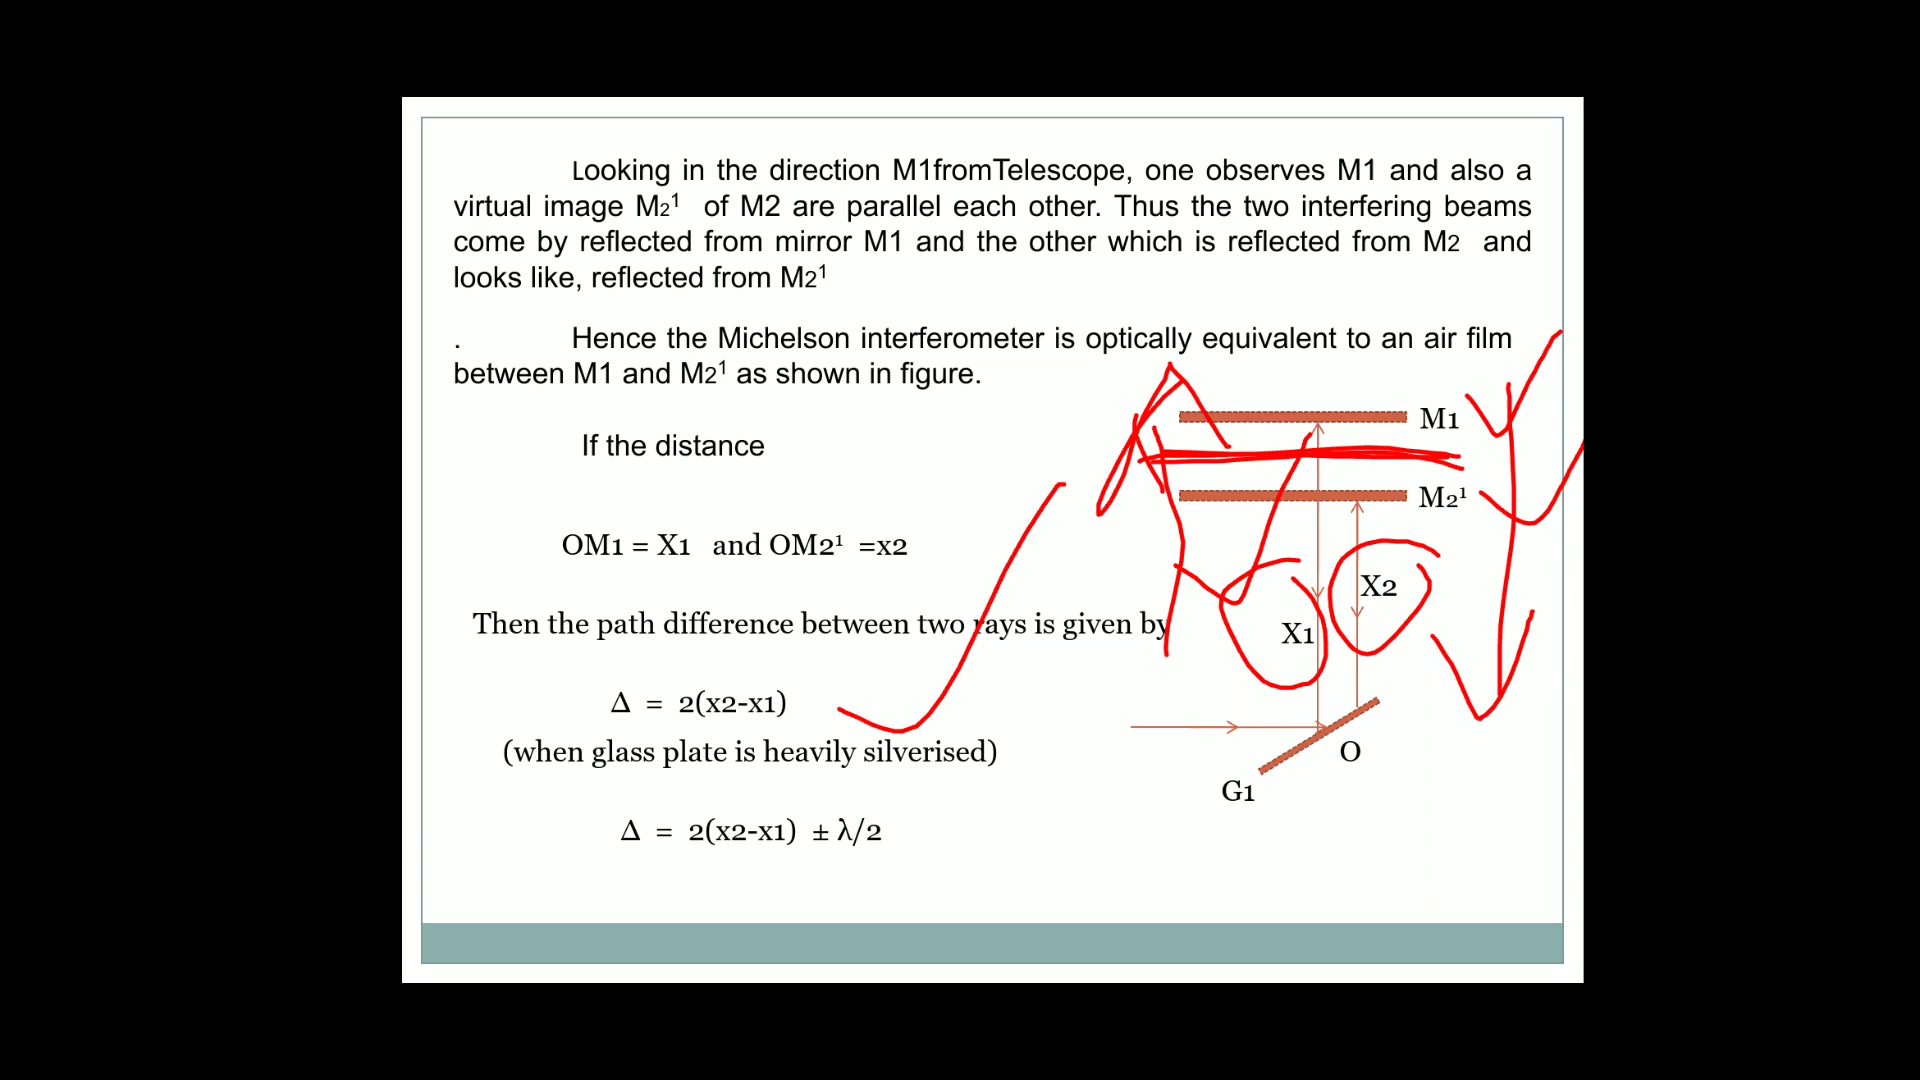 Looking in the direction M1fromTelescope, one observes M1 and also a
virtual image M2¹ of M2 are parallel each other. Thus the two interfering beams
come by reflected from mirror M1 and the other which is reflected from M2 and
looks like, reflected from M2¹
. Hence the Michelson interferometer is optically equivalent to an air film
between M1 and M2¹ as shown in figure.
M1
If the distance
M2¹
OM1 = X1 and OM2¹ =x2
X2
Then the path difference between two rays is given by
X1
Δ = 2(x2-x1)
(when glass plate is heavily silverised)
O
G1
Δ = 2(x2-x1) ± λ/2